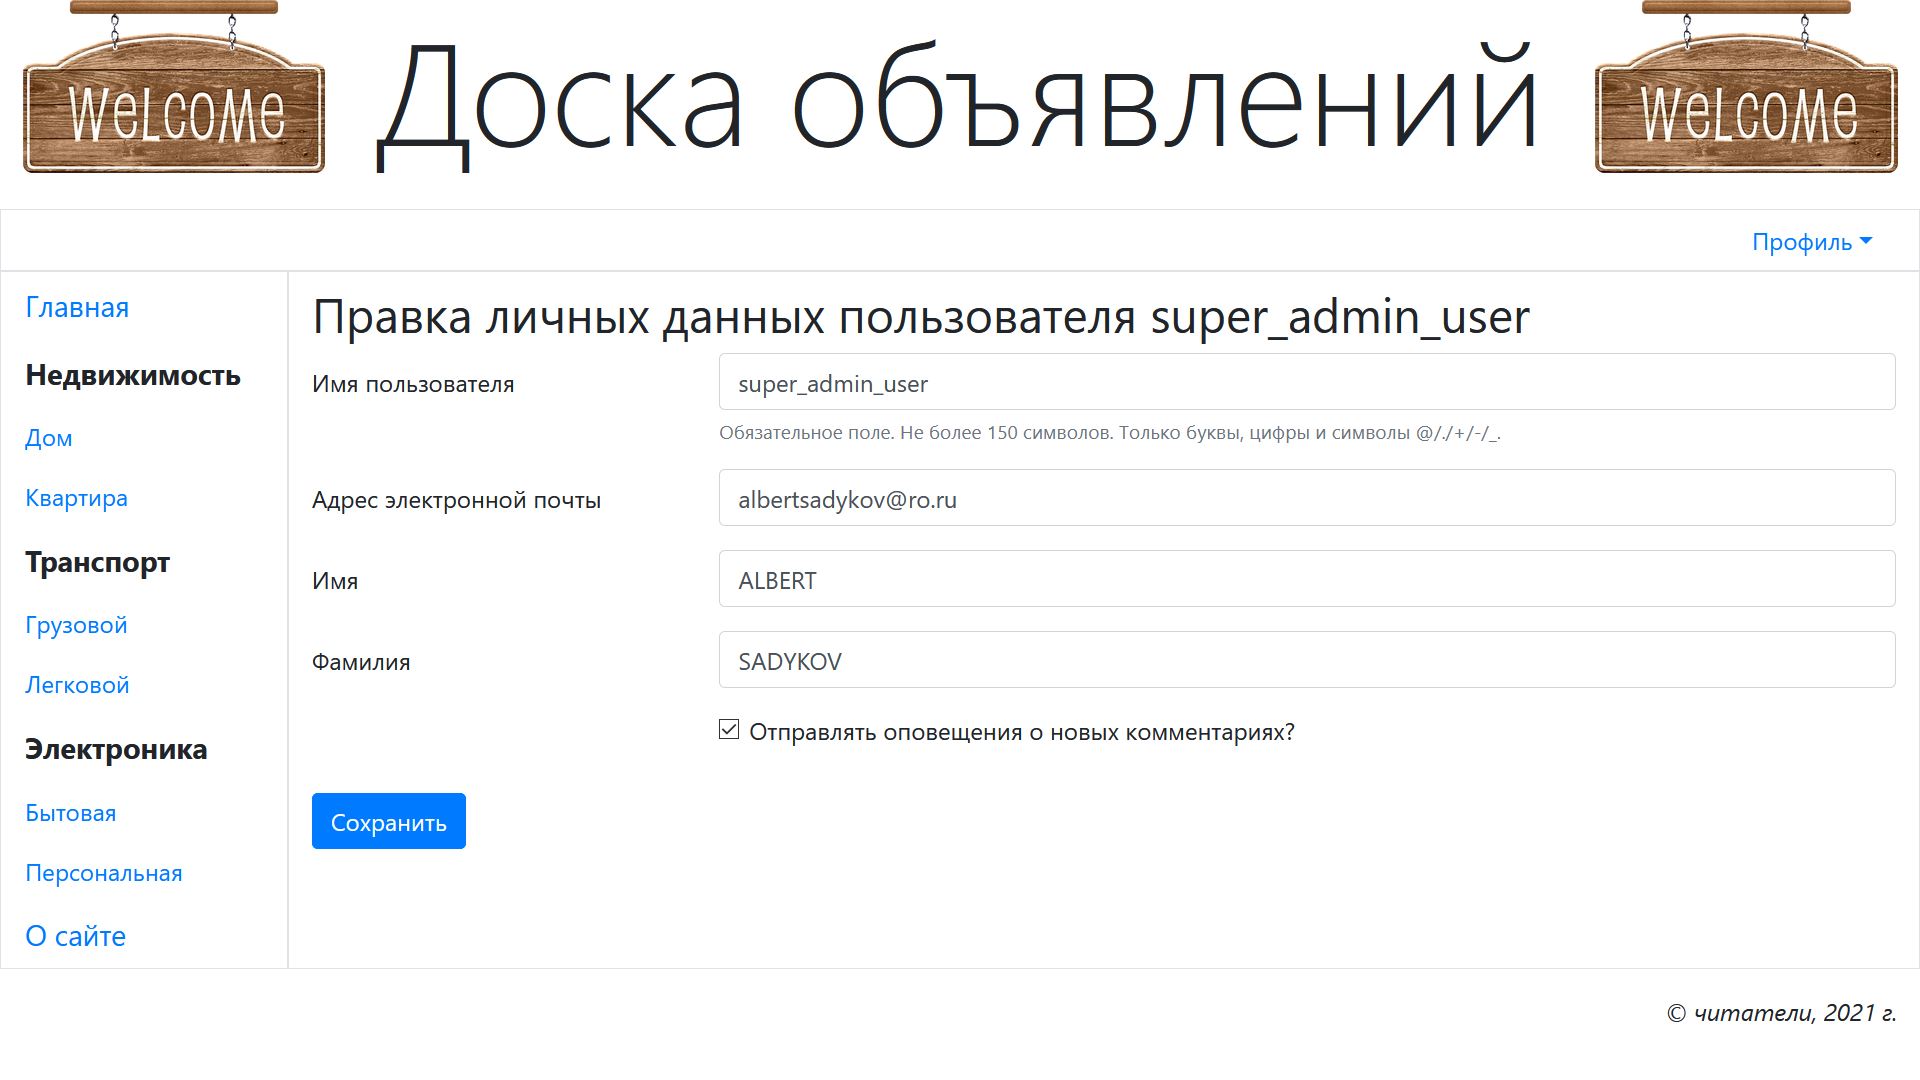 WeLCOMe
Доска объявлений
WeLCOMe
Профиль
Главная
Недвижимость
Дом
Квартира
Транспорт
Грузовой
Легковой
Электроника
Бытовая
Персональная
О сайте
Правка личных данных пользователя super_admin_user
Имя пользователя
super_admin_user
Обязательное поле. Не более 150 символов. Только буквы, цифры и символы @/./+/-/_.
Адрес электронной почты
albertsadykov@ro.ru
Имя
ALBERT
Фамилия
SADYKOV
Отправлять оповещения о новых комментариях?
Сохранить
© читатели, 2021 г.